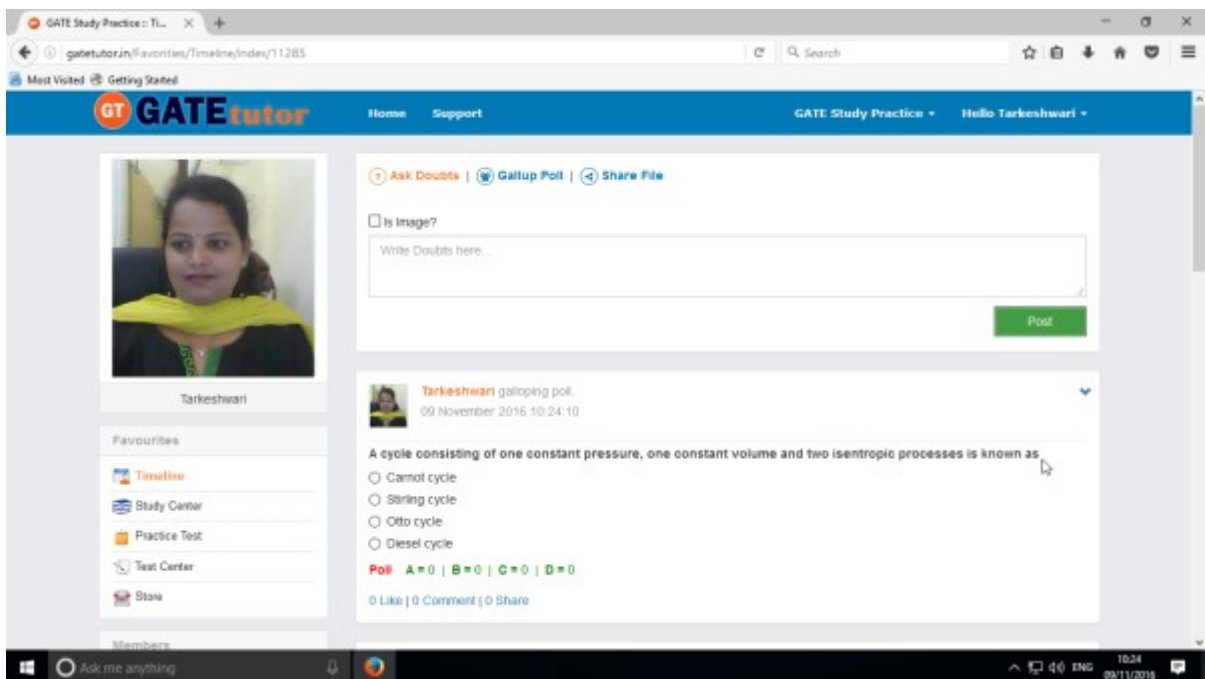 GATE Study Practice :: Ti...
gatetutor.in/Favorities/Timeline/Index/11285
Search
Most Visited Getting Started
GT GATEtutor Home Support GATE Study Practice Hello Tarkeshwari
? Ask Doubts | Gallup Poll | Share File
Is Image?
Write Doubts here...
Post
Tarkeshwari
Favourites
Timeline
Study Center
Practice Test
Test Center
Store
Members
Tarkeshwari galloping poll.
09 November 2016 10:24:10
A cycle consisting of one constant pressure, one constant volume and two isentropic processes is known as
Carnot cycle
Stirling cycle
Otto cycle
Diesel cycle
Poll A = 0 | B = 0 | C = 0 | D = 0
0 Like | 0 Comment | 0 Share
Ask me anything
ENG
10:24
09/11/2016